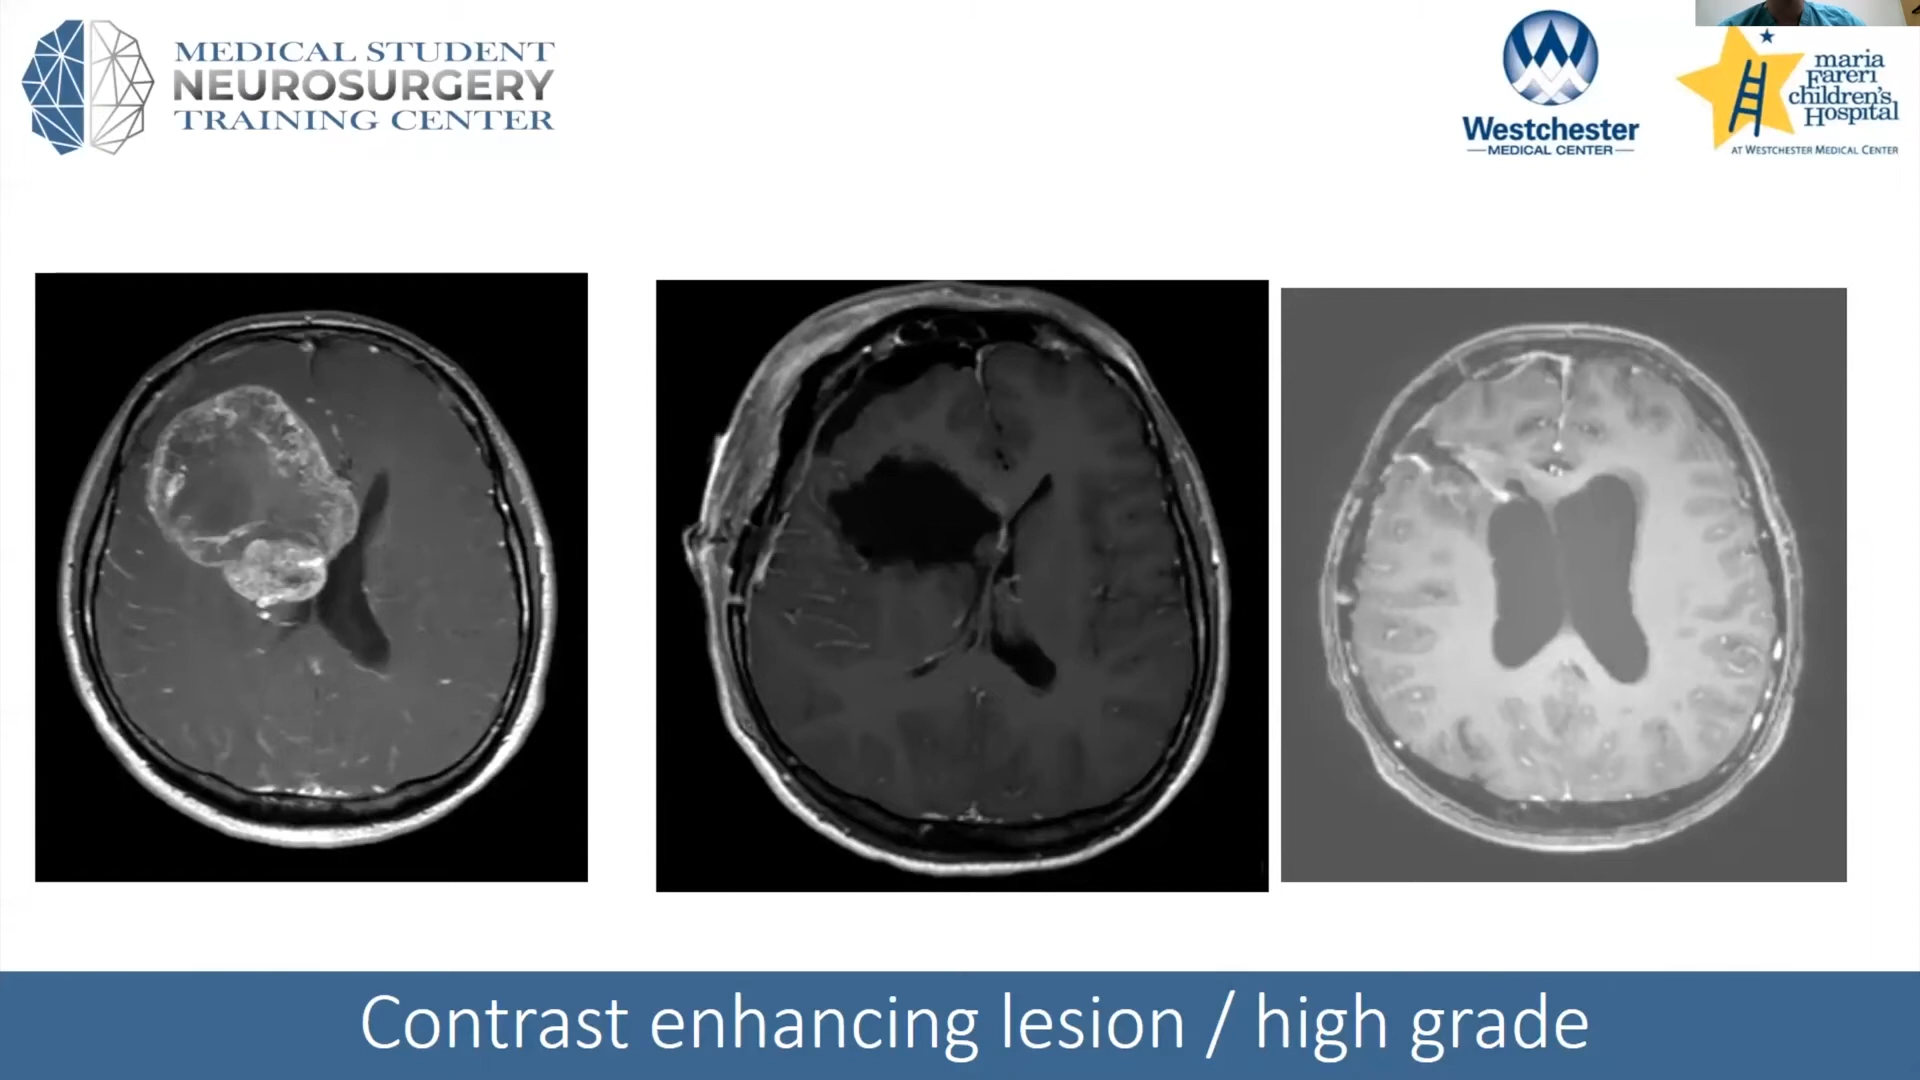 MEDICAL STUDENT
NEUROSURGERY
TRAINING CENTER
Westchester
MEDICAL CENTER
maria
Fareri
children's
Hospital
AT WESTCHESTER MEDICAL CENTER
Contrast enhancing lesion / high grade